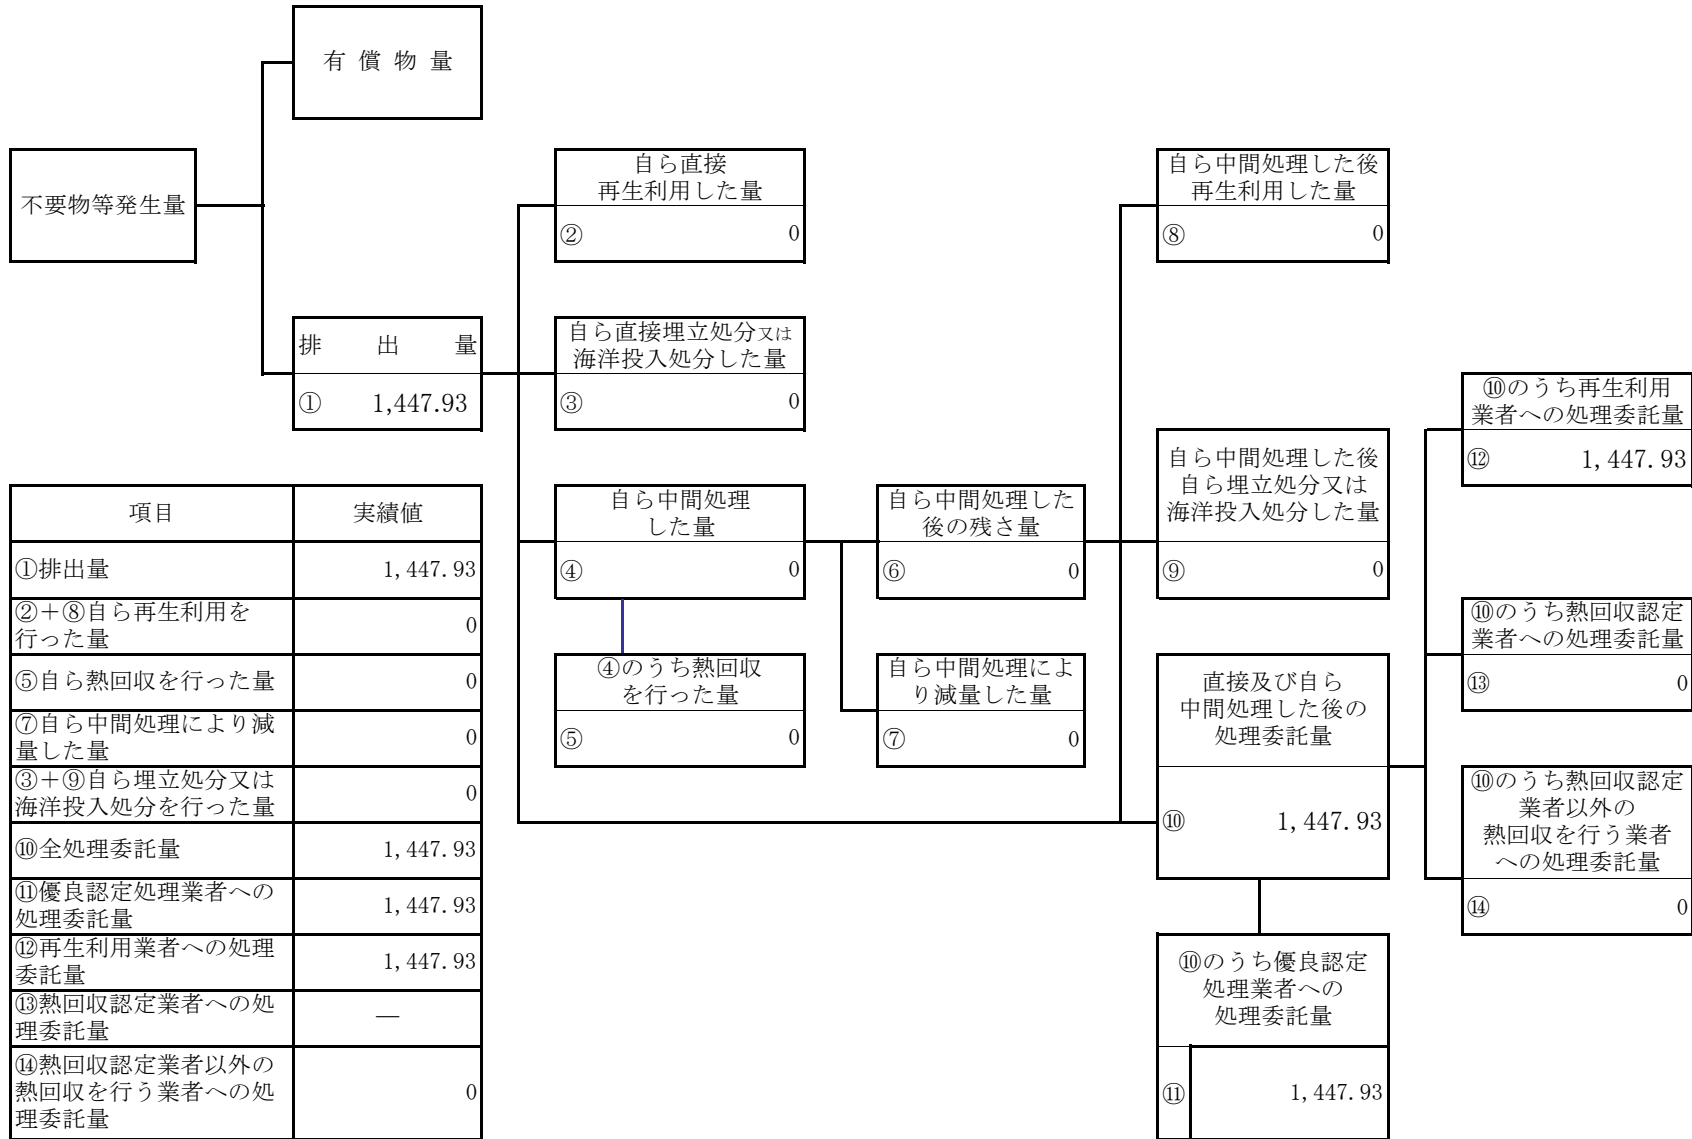 有 償 物 量
不要物等発生量
自ら直接
再生利用した量
② 0
自ら中間処理した後
再生利用した量
⑧ 0
排 出 量
① 1,447.93
自ら直接埋立処分又は
海洋投入処分した量
③ 0
⑩のうち再生利用
業者への処理委託量
⑫ 1,447.93
自ら中間処理した後
自ら埋立処分又は
海洋投入処分した量
⑨ 0
自ら中間処理
した量
④ 0
自ら中間処理した
後の残さ量
⑥ 0
⑩のうち熱回収認定
業者への処理委託量
⑬ 0
④のうち熱回収
を行った量
⑤ 0
自ら中間処理によ
り減量した量
⑦ 0
直接及び自ら
中間処理した後の
処理委託量
⑩ 1,447.93
⑩のうち熱回収認定
業者以外の
熱回収を行う業者
への処理委託量
⑭ 0
⑩のうち優良認定
処理業者への
処理委託量
⑪ 1,447.93
項目 実績値
①排出量 1,447.93
②＋⑧自ら再生利用を
行った量 0
⑤自ら熱回収を行った量 0
⑦自ら中間処理により減
量した量 0
③＋⑨自ら埋立処分又は
海洋投入処分を行った量 0
⑩全処理委託量 1,447.93
⑪優良認定処理業者への
処理委託量 1,447.93
⑫再生利用業者への処理
委託量 1,447.93
⑬熱回収認定業者への処
理委託量 ―
⑭熱回収認定業者以外の
熱回収を行う業者への処
理委託量 0